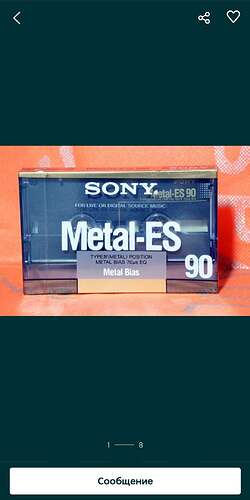 SONY
Metal-ES 90
FOR LIVE OR DIGITAL SOURCE MUSIC
Metal-ES
TYPE IV (METAL) POSITION
METAL BIAS 70μs EQ
Metal Bias
90
1 8
Сообщение